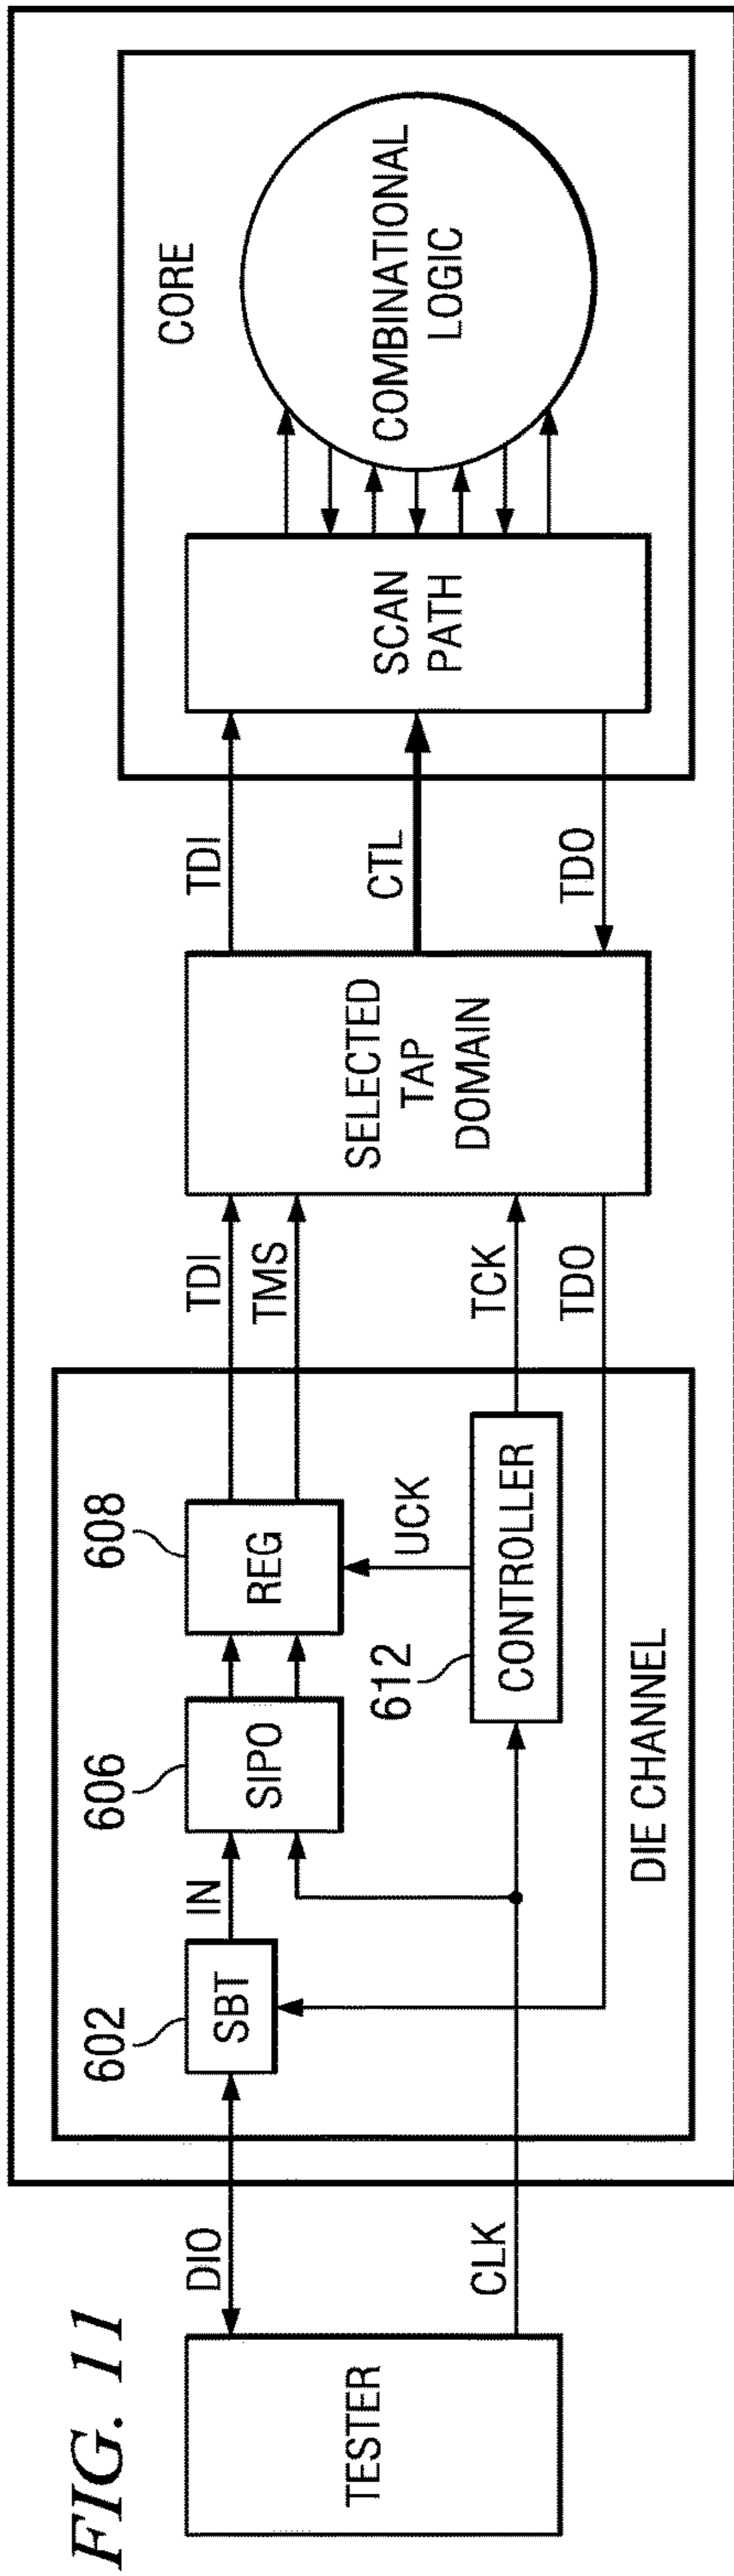 FIG. 11
TESTER
DIO
CLK
602
SBT
IN
606
SIPO
608
REG
UCK
612
CONTROLLER
DIE CHANNEL
TDI
TMS
TCK
TDO
SELECTED
TAP
DOMAIN
TDI
CTL
TDO
CORE
SCAN
PATH
COMBINATIONAL
LOGIC